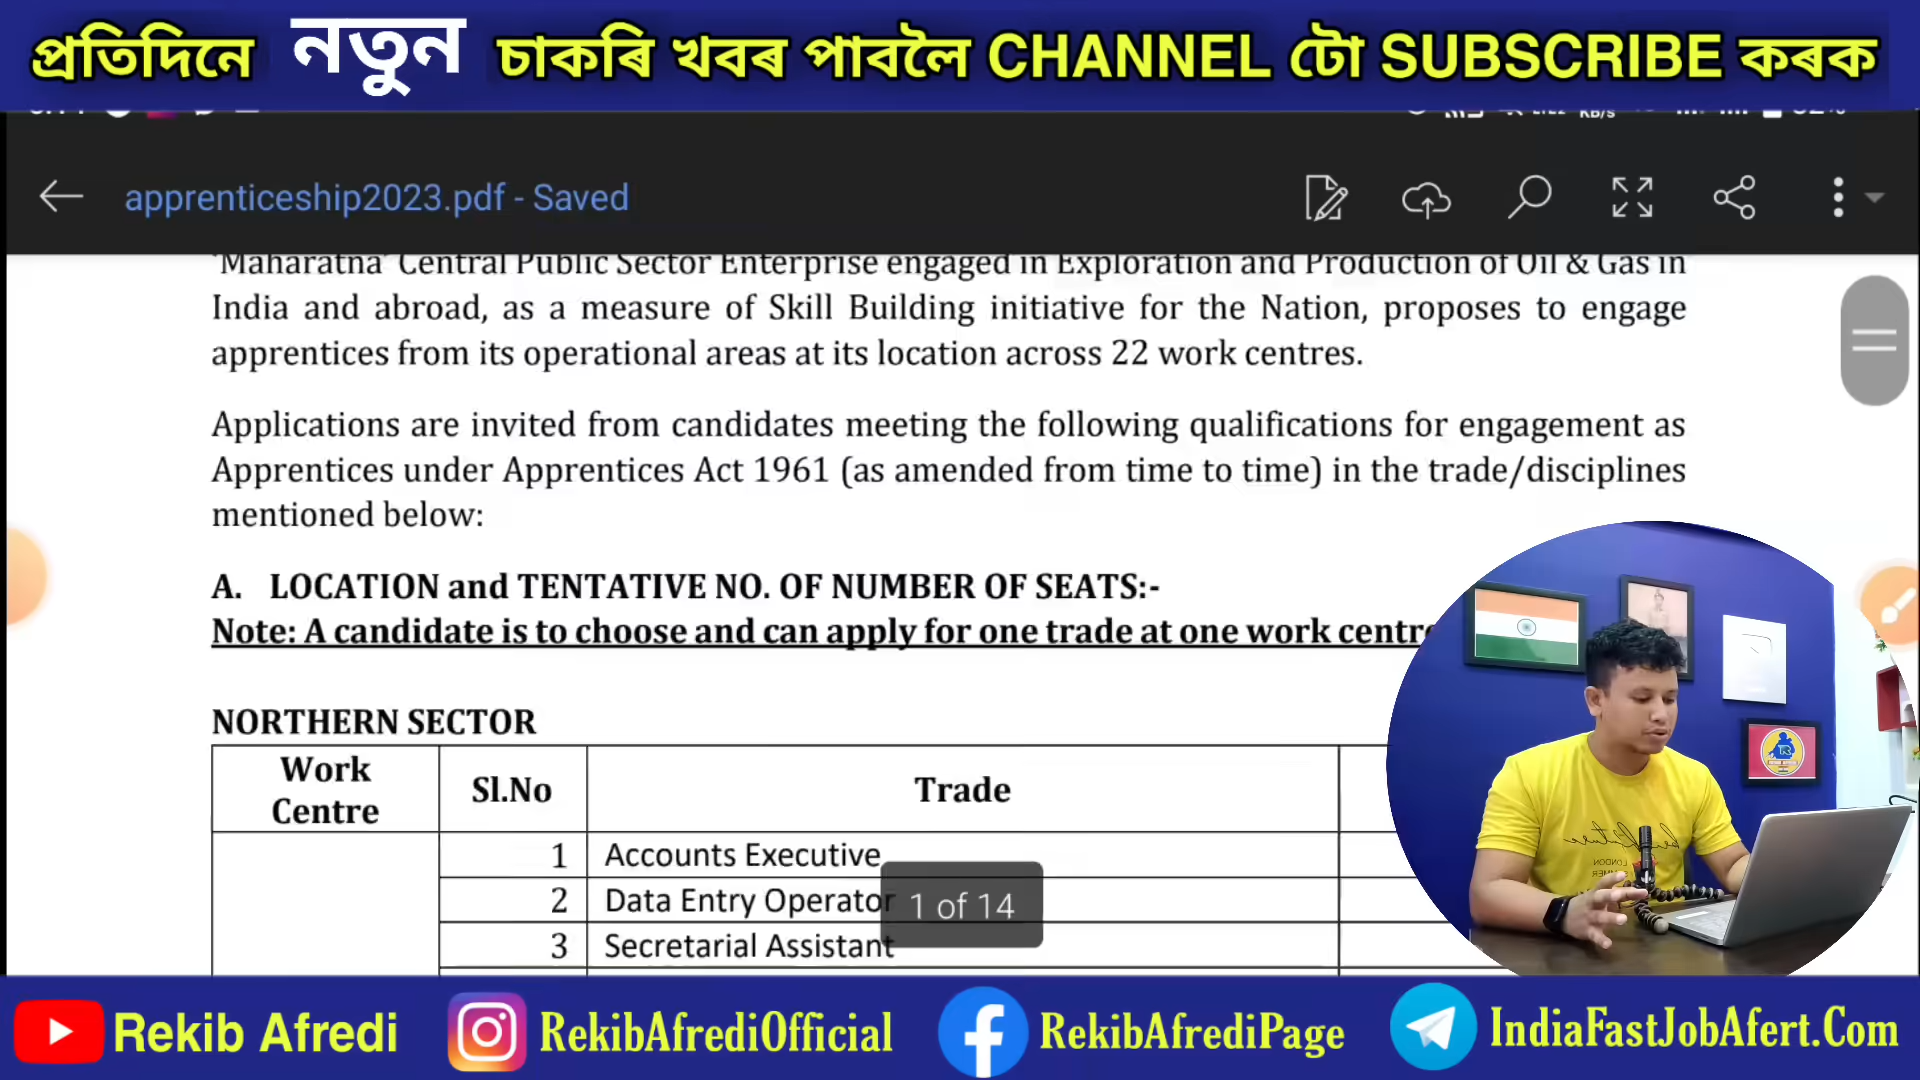 প্ৰতিদিনে নতুন চাকৰি খবৰ পাবলৈ CHANNEL টো SUBSCRIBE কৰক
apprenticeship2023.pdf - Saved
'Maharatna' Central Public Sector Enterprise engaged in Exploration and Production of Oil & Gas in
India and abroad, as a measure of Skill Building initiative for the Nation, proposes to engage
apprentices from its operational areas at its location across 22 work centres.
Applications are invited from candidates meeting the following qualifications for engagement as
Apprentices under Apprentices Act 1961 (as amended from time to time) in the trade/disciplines
mentioned below:
A. LOCATION and TENTATIVE NO. OF NUMBER OF SEATS:-
Note: A candidate is to choose and can apply for one trade at one work centre
NORTHERN SECTOR
Work Centre Sl.No Trade
1 Accounts Executive
2 Data Entry Operator
3 Secretarial Assistant
1 of 14
Rekib Afredi RekibAfrediOfficial RekibAfrediPage IndiaFastJobAfert.Com